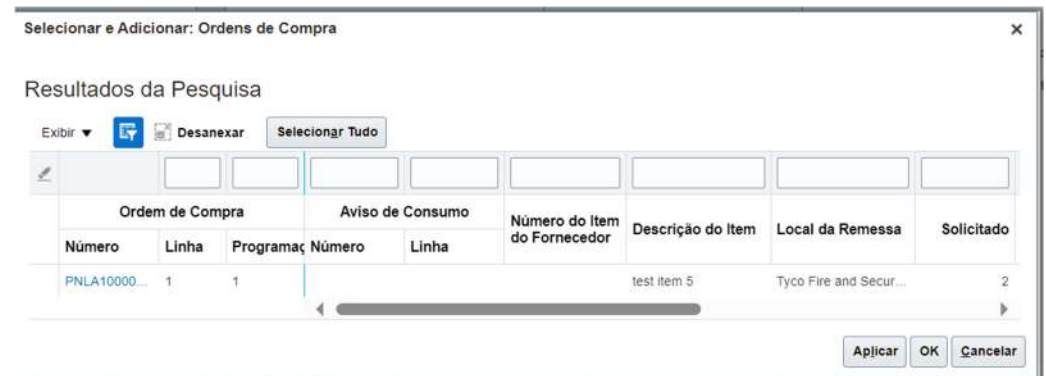 Selecionar e Adicionar: Ordens de Compra
Resultados da Pesquisa
Exibir Desanexar Selecionar Tudo
Ordem de Compra Aviso de Consumo Número do Item do Fornecedor Descrição do Item Local da Remessa Solicitado
Número Linha Programaç Número Linha
PNLA10000... 1 1 test item 5 Tyco Fire and Secur... 2
Aplicar OK Cancelar